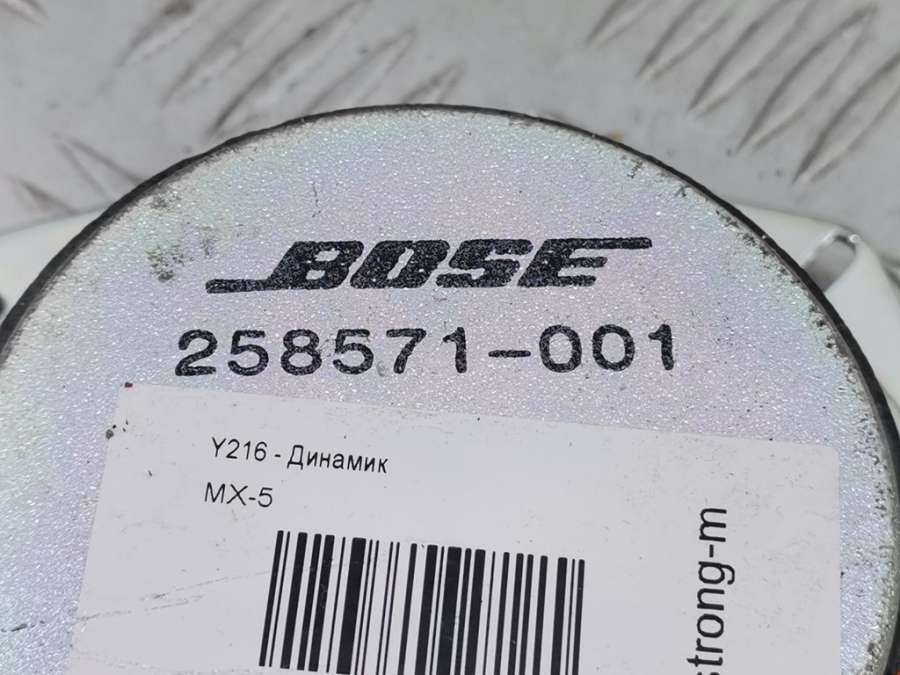 BOSE
258571-001
Y216 - Динамик
MX-5
strong-m